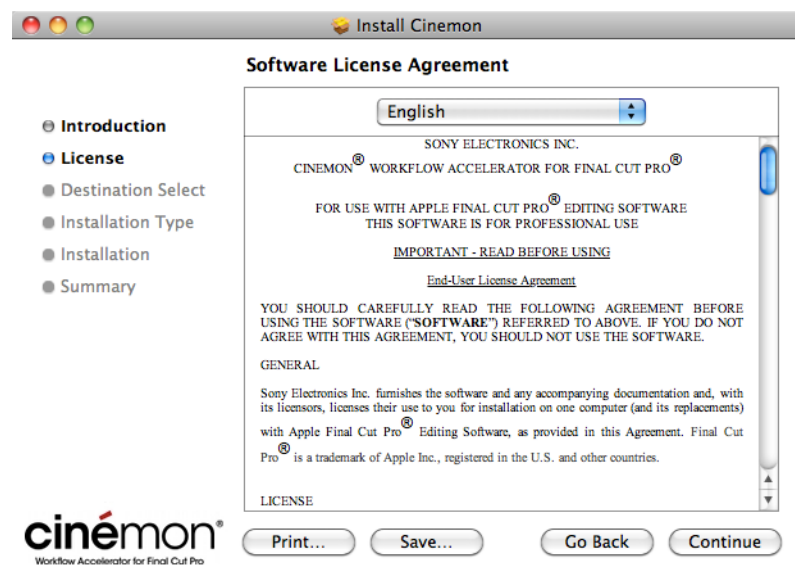 Install Cinemon
Software License Agreement
Introduction
License
Destination Select
Installation Type
Installation
Summary
English
SONY ELECTRONICS INC.
CINEMON® WORKFLOW ACCELERATOR FOR FINAL CUT PRO®
FOR USE WITH APPLE FINAL CUT PRO® EDITING SOFTWARE
THIS SOFTWARE IS FOR PROFESSIONAL USE
IMPORTANT - READ BEFORE USING
End-User License Agreement
YOU SHOULD CAREFULLY READ THE FOLLOWING AGREEMENT BEFORE
USING THE SOFTWARE (“SOFTWARE”) REFERRED TO ABOVE. IF YOU DO NOT
AGREE WITH THIS AGREEMENT, YOU SHOULD NOT USE THE SOFTWARE.
GENERAL
Sony Electronics Inc. furnishes the software and any accompanying documentation and, with
its licensors, licenses their use to you for installation on one computer (and its replacements)
with Apple Final Cut Pro® Editing Software, as provided in this Agreement. Final Cut
Pro® is a trademark of Apple Inc., registered in the U.S. and other countries.
LICENSE
cinémon®
Workflow Accelerator for Final Cut Pro
Print...
Save...
Go Back
Continue